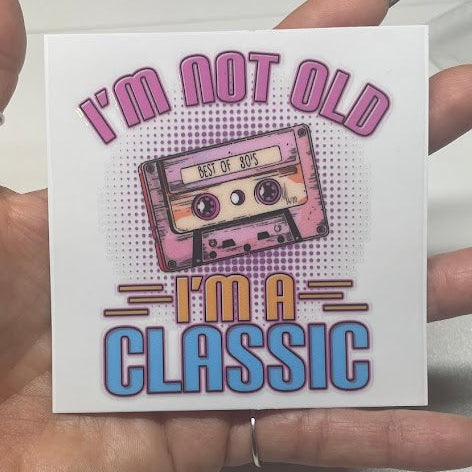 I'M NOT OLD
BEST OF 80'S
I'M A
CLASSIC